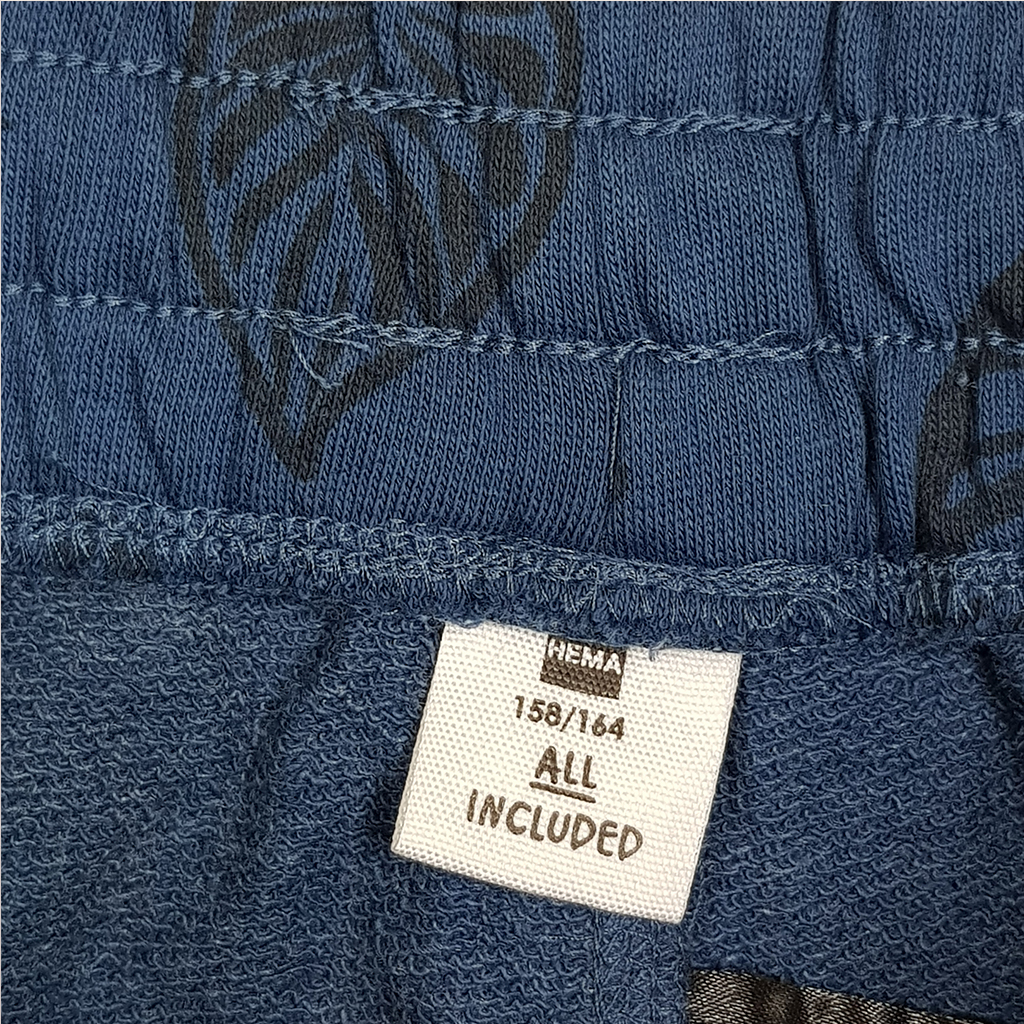 HEMA
158/164
ALL
INCLUDED